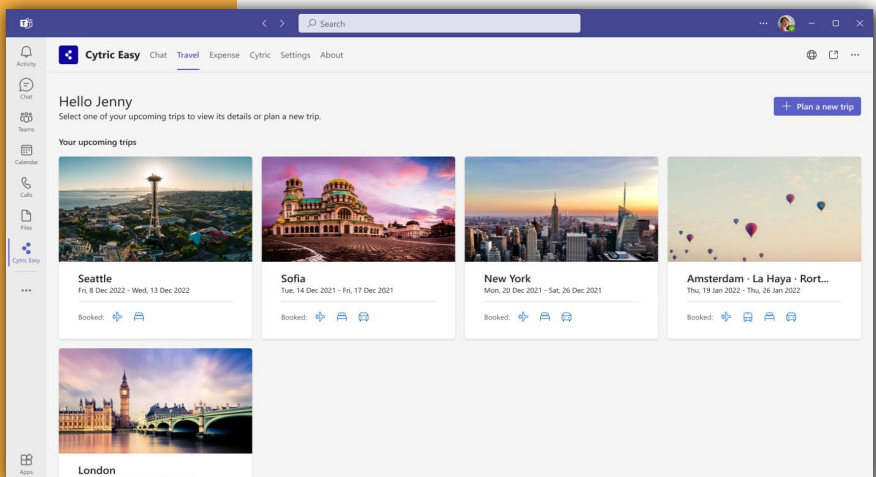 Search
Activity
Chat
Teams
Calendar
Calls
Files
Cytric Easy
Apps
Cytric Easy Chat Travel Expense Cytric Settings About
Hello Jenny
Select one of your upcoming trips to view its details or plan a new trip.
+ Plan a new trip
Your upcoming trips
Seattle
Fri, 8 Dec 2022 - Wed, 13 Dec 2022
Booked:
Sofia
Tue, 14 Dec 2021 - Fri, 17 Dec 2021
Booked:
New York
Mon, 20 Dec 2021 - Sat, 26 Dec 2021
Booked:
Amsterdam · La Haya · Rort...
Thu, 19 Jan 2022 - Thu, 26 Jan 2022
Booked:
London